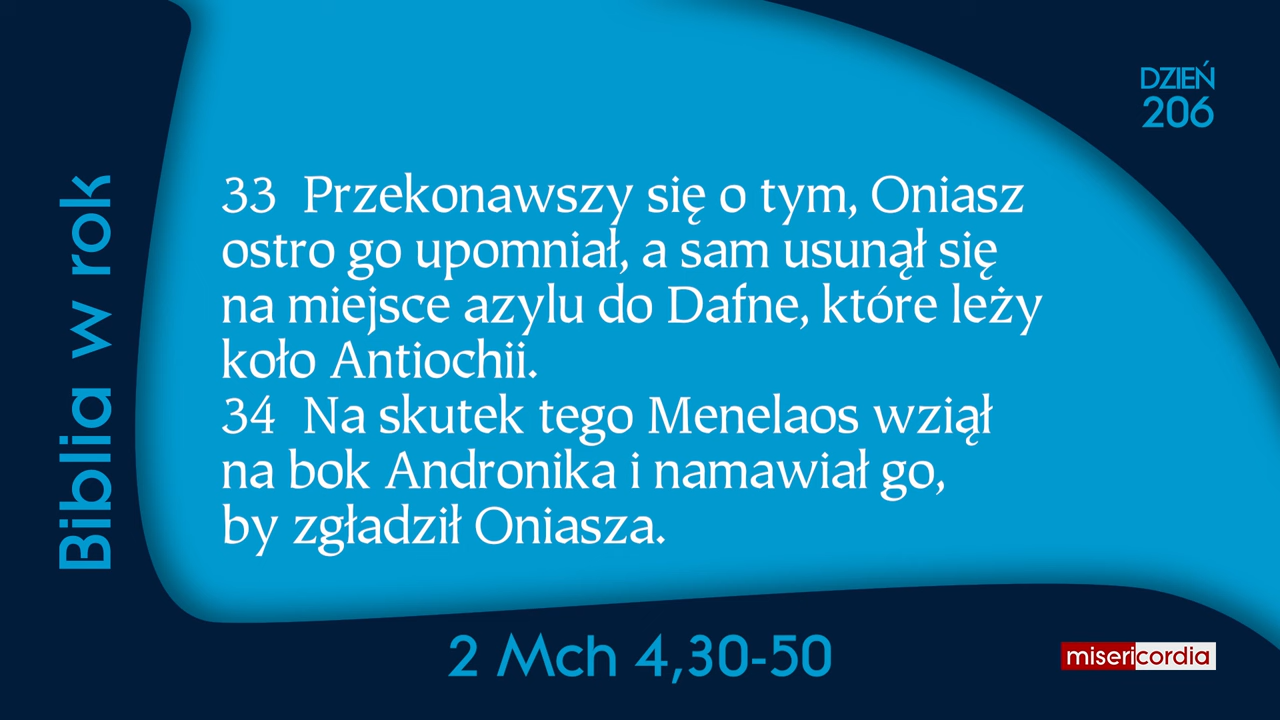 DZIEŃ
206
Biblia w rok
33 Przekonawszy się o tym, Oniasz
ostro go upomniał, a sam usunął się
na miejsce azylu do Dafne, które leży
koło Antiochii.
34 Na skutek tego Menelaos wziął
na bok Andronika i namawiał go,
by zgładził Oniasza.
2 Mch 4,30-50
misericordia